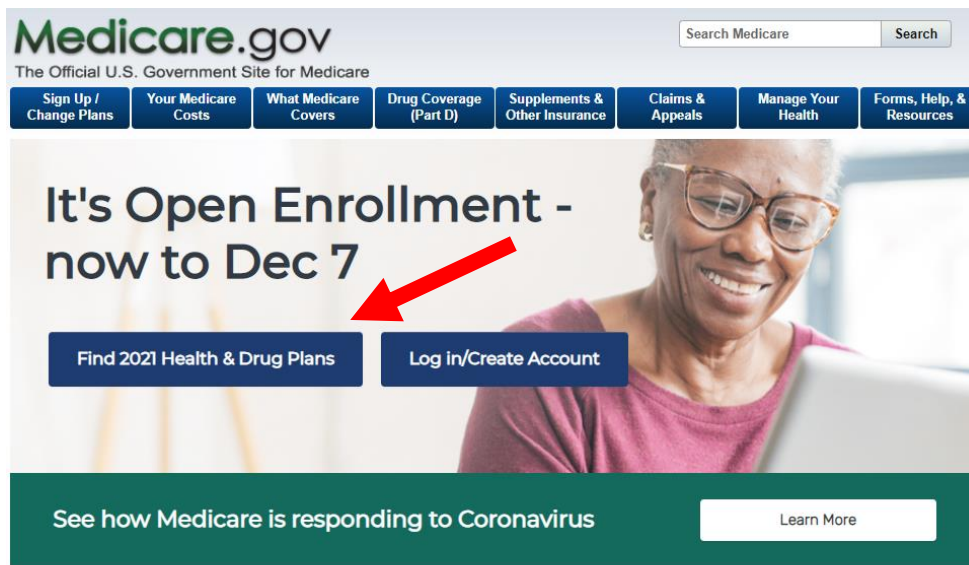 Medicare.gov
The Official U.S. Government Site for Medicare
Search Medicare
Search
Sign Up /
Change Plans
Your Medicare
Costs
What Medicare
Covers
Drug Coverage
(Part D)
Supplements &
Other Insurance
Claims &
Appeals
Manage Your
Health
Forms, Help, &
Resources
It's Open Enrollment -
now to Dec 7
Find 2021 Health & Drug Plans
Log in/Create Account
See how Medicare is responding to Coronavirus
Learn More